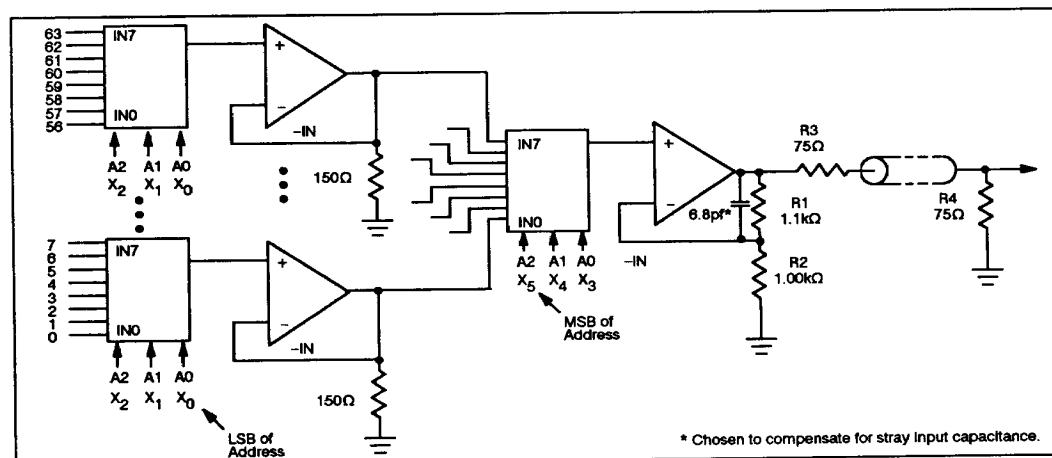 63
62
61
60
59
58
57
56
IN7
IN0
A2 A1 A0
X2 X1 X0
+
−
−IN
150Ω
7
6
5
4
3
2
1
0
IN7
IN0
A2 A1 A0
X2 X1 X0
LSB of
Address
+
−
−IN
150Ω
IN7
IN0
A2 A1 A0
X5 X4 X3
MSB of
Address
+
−
−IN
6.8pf*
R1
1.1kΩ
R2
1.00kΩ
R3
75Ω
R4
75Ω
* Chosen to compensate for stray input capacitance.